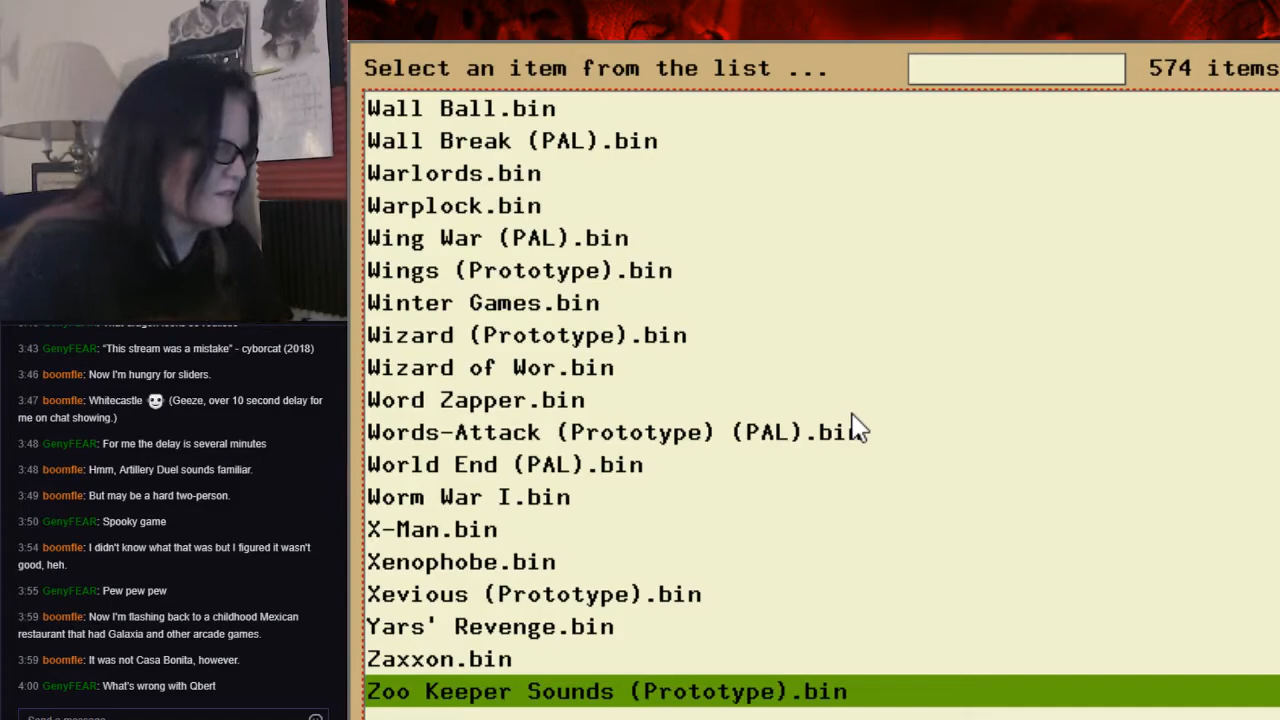 Select an item from the list ...
574 items
Wall Ball.bin
Wall Break (PAL).bin
Warlords.bin
Warplock.bin
Wing War (PAL).bin
Wings (Prototype).bin
Winter Games.bin
Wizard (Prototype).bin
Wizard of Wor.bin
Word Zapper.bin
Words-Attack (Prototype) (PAL).bin
World End (PAL).bin
Worm War I.bin
X-Man.bin
Xenophobe.bin
Xevious (Prototype).bin
Yars' Revenge.bin
Zaxxon.bin
Zoo Keeper Sounds (Prototype).bin
3:43 GenyFEAR: “This stream was a mistake” - cyborcat (2018)
3:46 boomfle: Now I'm hungry for sliders.
3:47 boomfle: Whitecastle (Geeze, over 10 second delay for
me on chat showing.)
3:48 GenyFEAR: For me the delay is several minutes
3:48 boomfle: Hmm, Artillery Duel sounds familiar.
3:49 boomfle: But may be a hard two-person.
3:50 GenyFEAR: Spooky game
3:54 boomfle: I didn't know what that was but I figured it wasn't
good, heh.
3:55 GenyFEAR: Pew pew pew
3:59 boomfle: Now I'm flashing back to a childhood Mexican
restaurant that had Galaxia and other arcade games.
3:59 boomfle: It was not Casa Bonita, however.
4:00 GenyFEAR: What's wrong with Qbert
Send a message